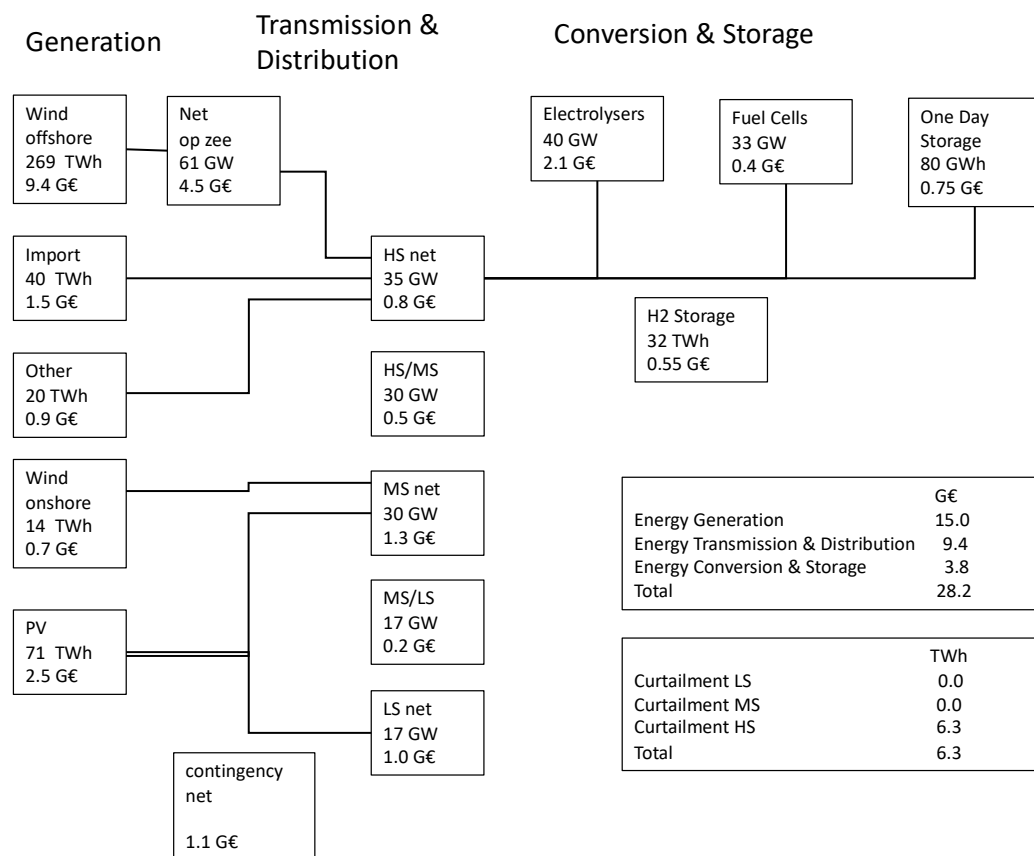 Generation
Transmission &
Distribution
Conversion & Storage
Wind
offshore
269 TWh
9.4 G€
Net
op zee
61 GW
4.5 G€
Electrolysers
40 GW
2.1 G€
Fuel Cells
33 GW
0.4 G€
One Day
Storage
80 GWh
0.75 G€
Import
40 TWh
1.5 G€
HS net
35 GW
0.8 G€
H2 Storage
32 TWh
0.55 G€
Other
20 TWh
0.9 G€
HS/MS
30 GW
0.5 G€
Wind
onshore
14 TWh
0.7 G€
MS net
30 GW
1.3 G€
MS/LS
17 GW
0.2 G€
PV
71 TWh
2.5 G€
LS net
17 GW
1.0 G€
contingency
net
1.1 G€
G€
Energy Generation 15.0
Energy Transmission & Distribution 9.4
Energy Conversion & Storage 3.8
Total 28.2
TWh
Curtailment LS 0.0
Curtailment MS 0.0
Curtailment HS 6.3
Total 6.3